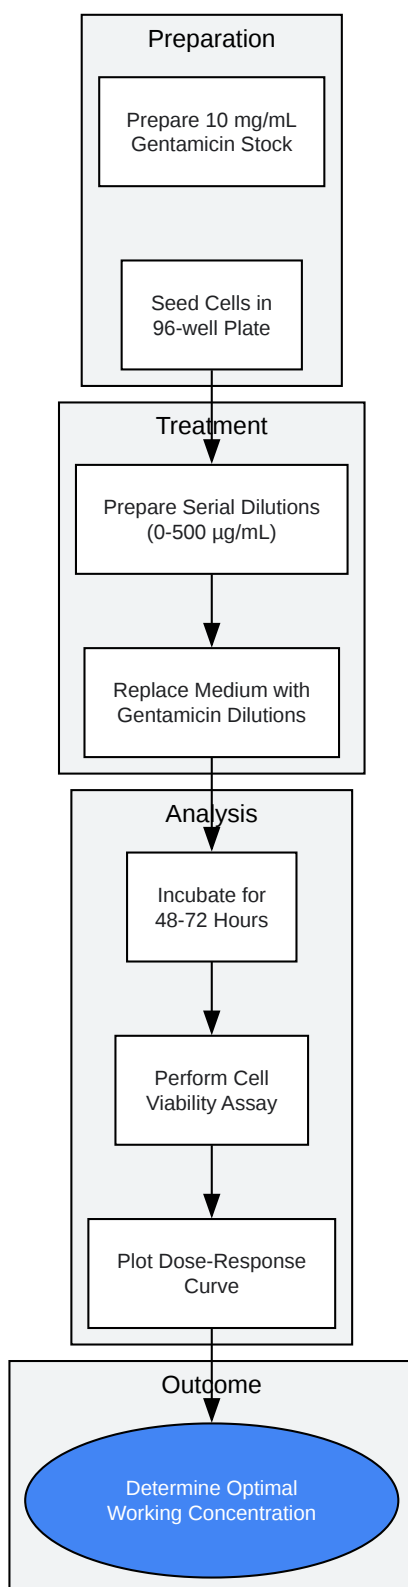 Preparation
Prepare 10 mg/mL
Gentamicin Stock
Seed Cells in
96-well Plate
Treatment
Prepare Serial Dilutions
(0-500 µg/mL)
Replace Medium with
Gentamicin Dilutions
Analysis
Incubate for
48-72 Hours
Perform Cell
Viability Assay
Plot Dose-Response
Curve
Outcome
Determine Optimal
Working Concentration